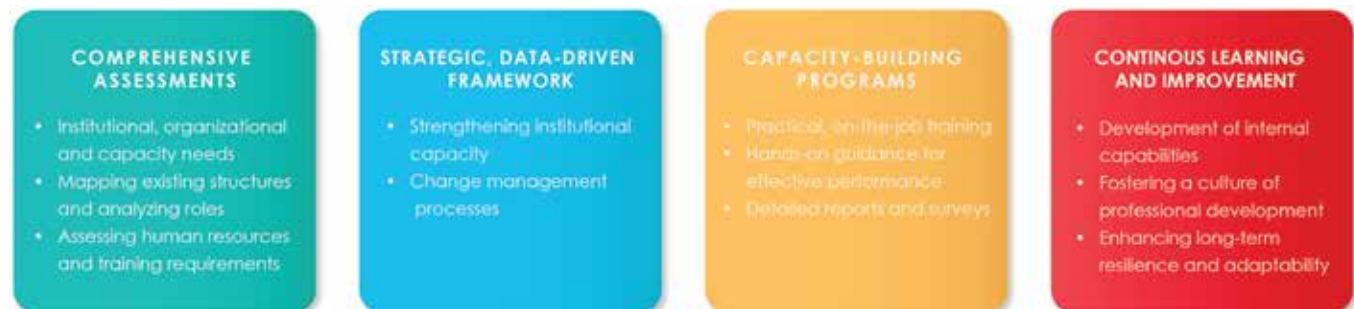 COMPREHENSIVE
ASSESSMENTS
• Institutional, organizational
and capacity needs
• Mapping existing structures
and analyzing roles
• Assessing human resources
and training requirements
STRATEGIC, DATA-DRIVEN
FRAMEWORK
• Strengthening institutional
capacity
• Change management
processes
CAPACITY-BUILDING
PROGRAMS
• Practical, on-the-job training
• Hands-on guidance for
effective performance
• Detailed reports and surveys
CONTINOUS LEARNING
AND IMPROVEMENT
• Development of internal
capabilities
• Fostering a culture of
professional development
• Enhancing long-term
resilience and adaptability